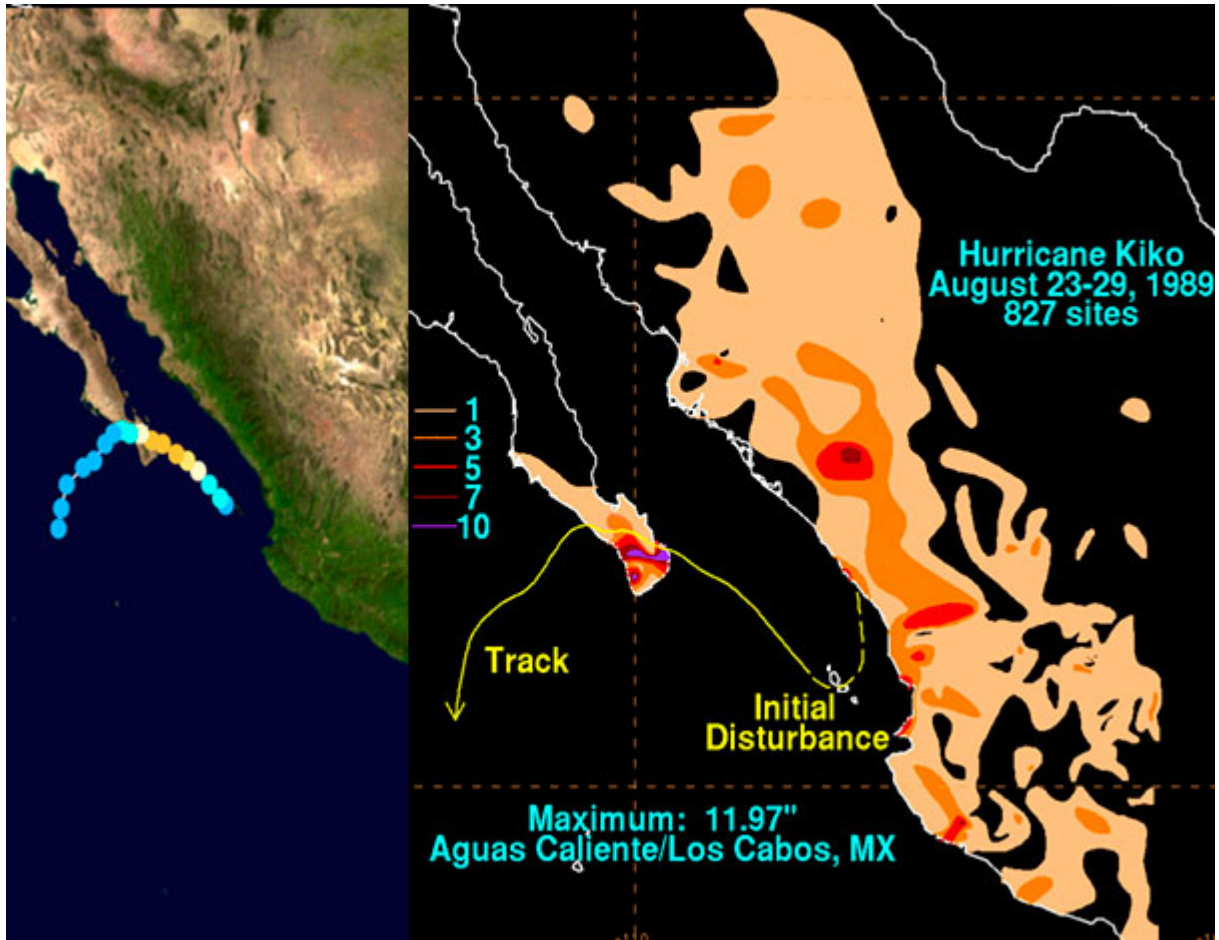 Hurricane Kiko
August 23-29, 1989
827 sites
1
3
5
7
10
Track
Initial
Disturbance
Maximum: 11.97"
Aguas Caliente/Los Cabos, MX